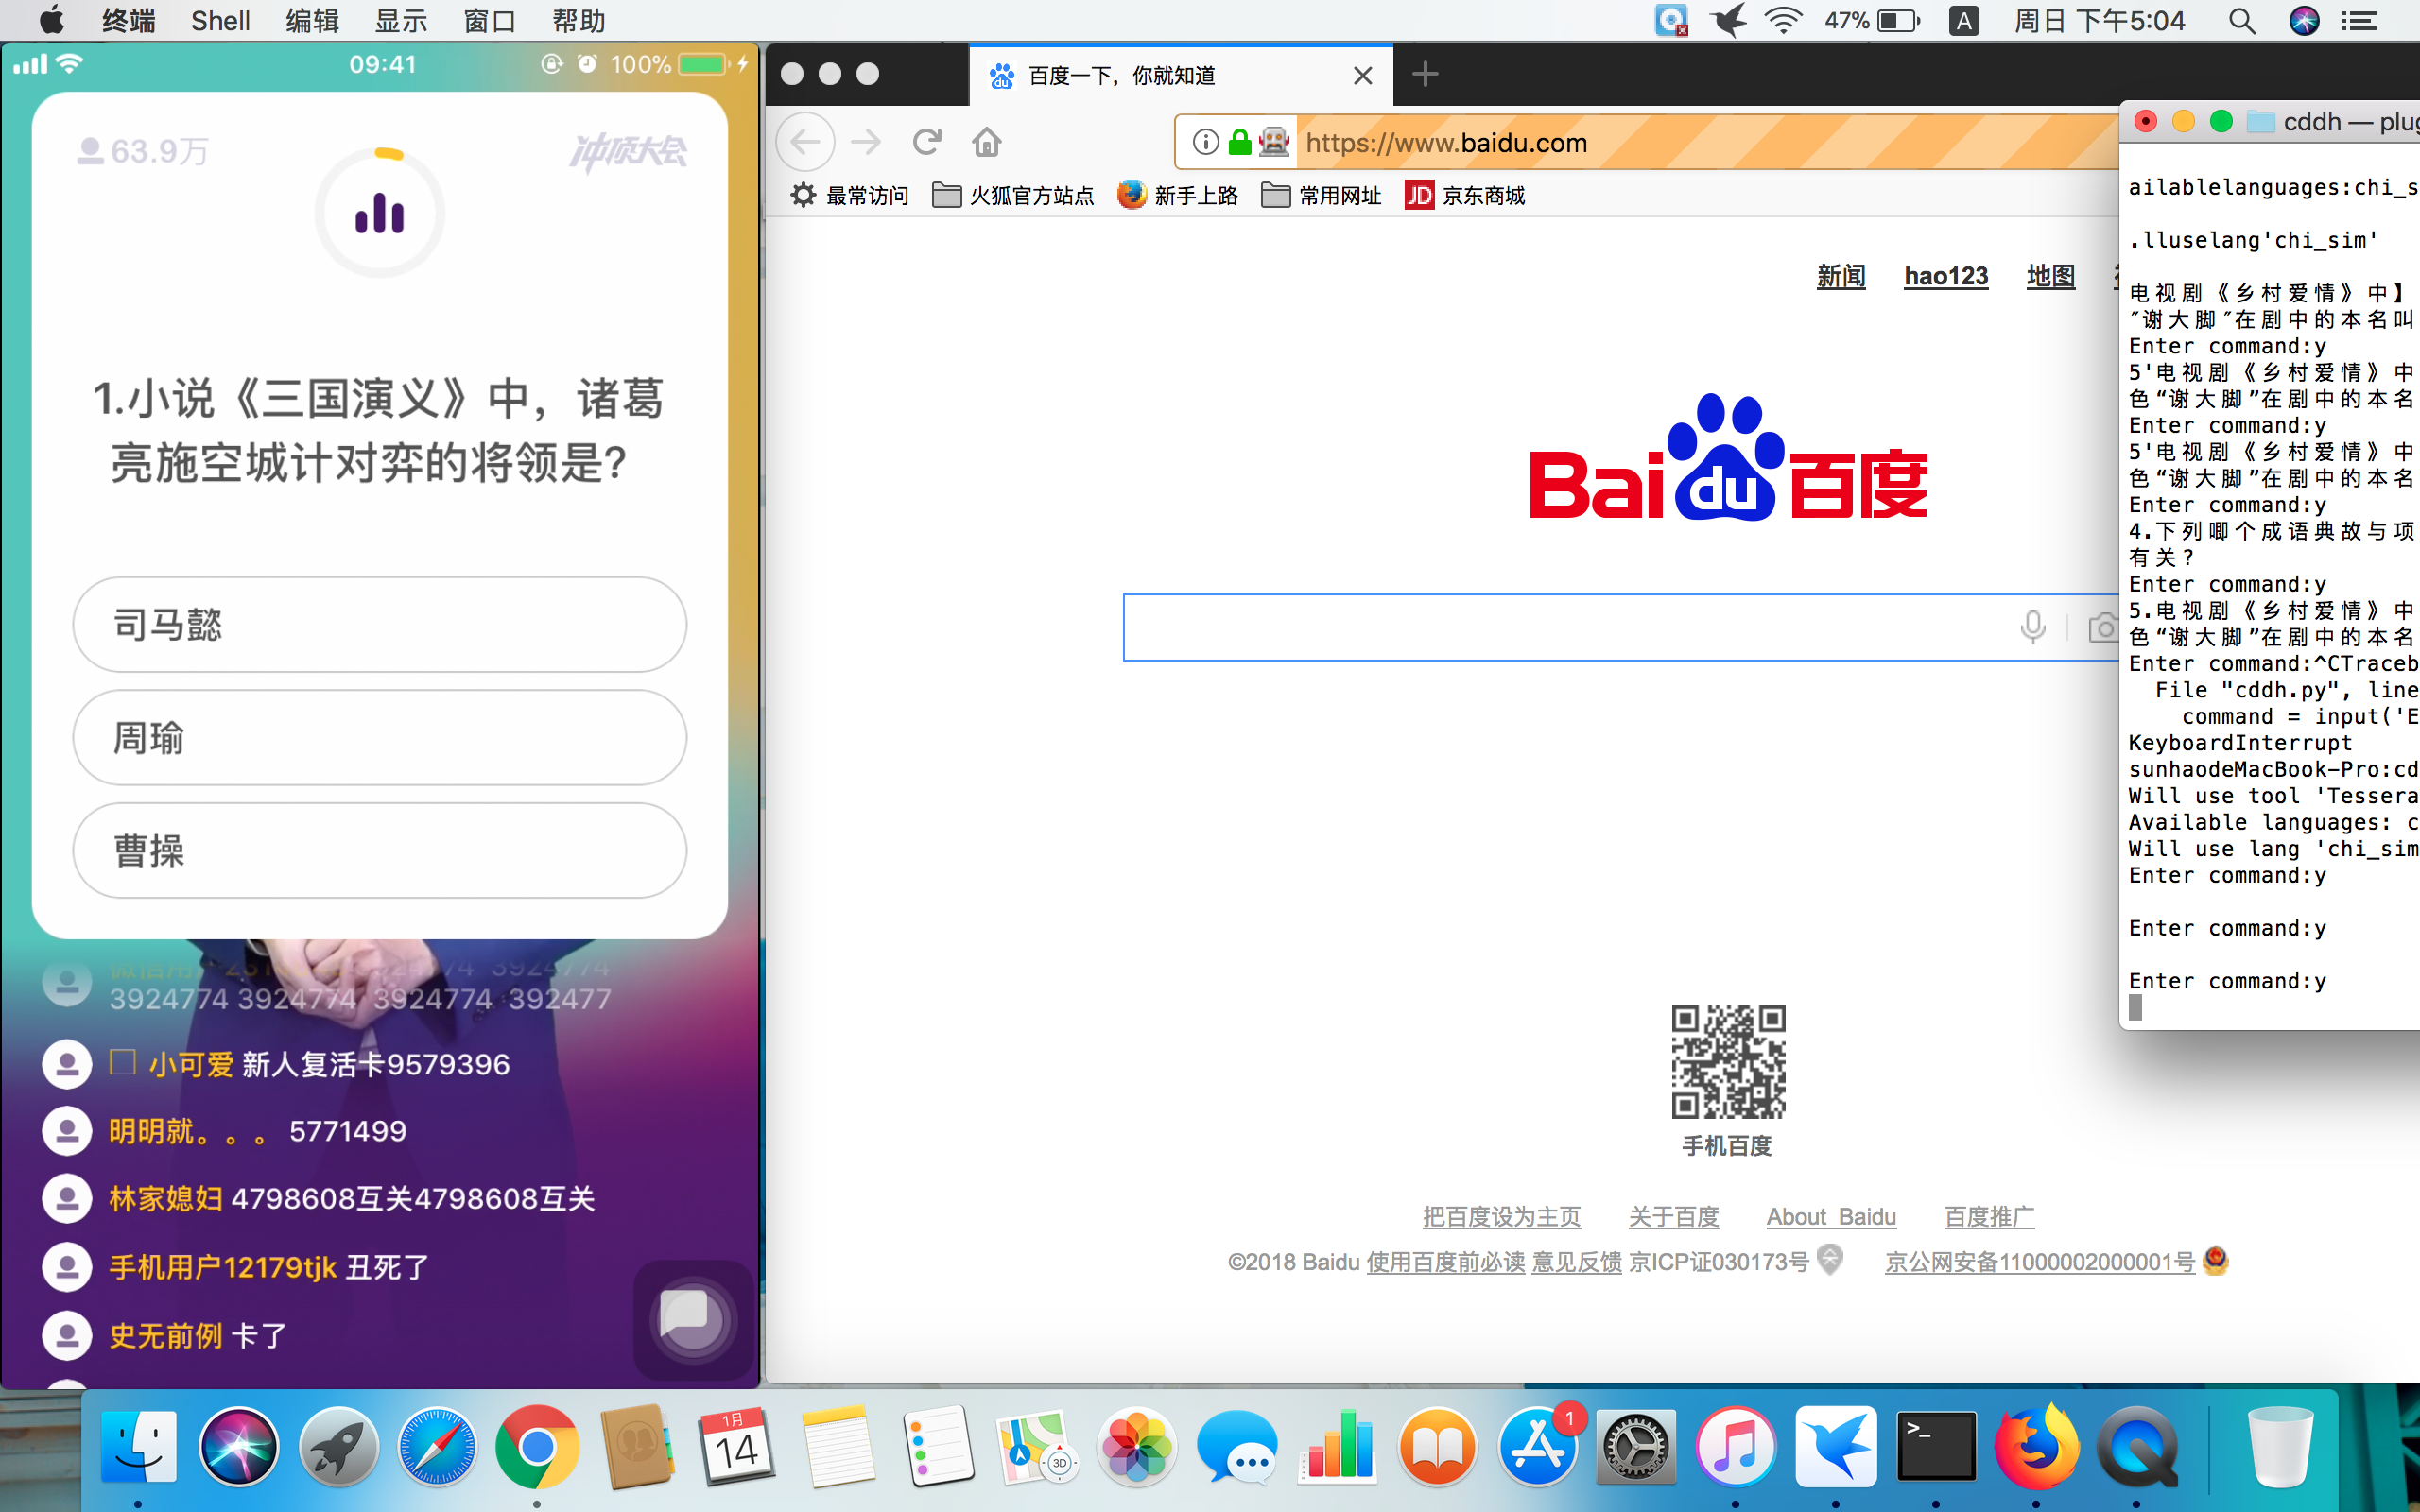 终端 Shell 编辑 显示 窗口 帮助
47% A 周日 下午5:04
09:41 100%
63.9万 冲顶大会
1.小说《三国演义》中，诸葛
亮施空城计对弈的将领是？
司马懿
周瑜
曹操
3924774 3924774
3924774 3924774 3924774 392477
小可爱 新人复活卡9579396
明明就。。。 5771499
林家媳妇 4798608互关4798608互关
手机用户12179tjk 丑死了
史无前例 卡了
百度一下，你就知道
https://www.baidu.com
最常访问 火狐官方站点 新手上路 常用网址 JD 京东商城
新闻 hao123 地图
Bai du 百度
手机百度
把百度设为主页 关于百度 About Baidu 百度推广
©2018 Baidu 使用百度前必读 意见反馈 京ICP证030173号 京公网安备11000002000001号
cddh — plug
ailablelanguages:chi_s
.lluselang'chi_sim'
电视剧《乡村爱情》中】
"谢大脚"在剧中的本名叫
Enter command:y
5'电视剧《乡村爱情》中
色“谢大脚”在剧中的本名
Enter command:y
5'电视剧《乡村爱情》中
色“谢大脚”在剧中的本名
Enter command:y
4.下列唧个成语典故与项
有关?
Enter command:y
5.电视剧《乡村爱情》中
色“谢大脚”在剧中的本名
Enter command:^CTraceb
File "cddh.py", line
command = input('E
KeyboardInterrupt
sunhaodeMacBook-Pro:cd
Will use tool 'Tessera
Available languages: c
Will use lang 'chi_sim
Enter command:y
Enter command:y
Enter command:y
1月
14
3D
1